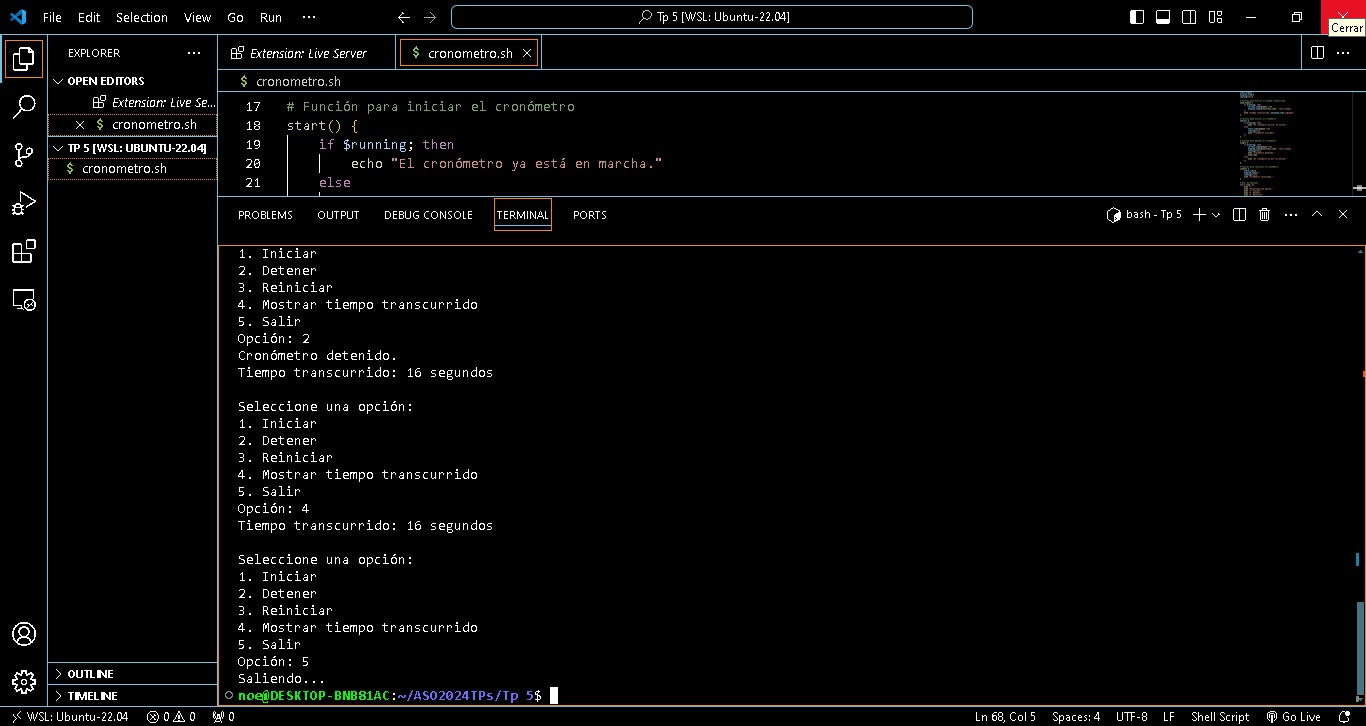 File Edit Selection View Go Run ···
Tp 5 [WSL: Ubuntu-22.04]
Cerrar
EXPLORER ···
OPEN EDITORS
Extension: Live Se...
$ cronometro.sh
TP 5 [WSL: UBUNTU-22.04]
$ cronometro.sh
OUTLINE
TIMELINE
Extension: Live Server
$ cronometro.sh
$ cronometro.sh
17 # Función para iniciar el cronómetro
18 start() {
19 if $running; then
20 echo "El cronómetro ya está en marcha."
21 else
PROBLEMS OUTPUT DEBUG CONSOLE TERMINAL PORTS
bash - Tp 5
1. Iniciar
2. Detener
3. Reiniciar
4. Mostrar tiempo transcurrido
5. Salir
Opción: 2
Cronómetro detenido.
Tiempo transcurrido: 16 segundos
Seleccione una opción:
1. Iniciar
2. Detener
3. Reiniciar
4. Mostrar tiempo transcurrido
5. Salir
Opción: 4
Tiempo transcurrido: 16 segundos
Seleccione una opción:
1. Iniciar
2. Detener
3. Reiniciar
4. Mostrar tiempo transcurrido
5. Salir
Opción: 5
Saliendo...
noe@DESKTOP-BNB81AC:~/ASO2024TPs/Tp 5$
WSL: Ubuntu-22.04 0 0 0 Ln 68, Col 5 Spaces: 4 UTF-8 LF Shell Script Go Live